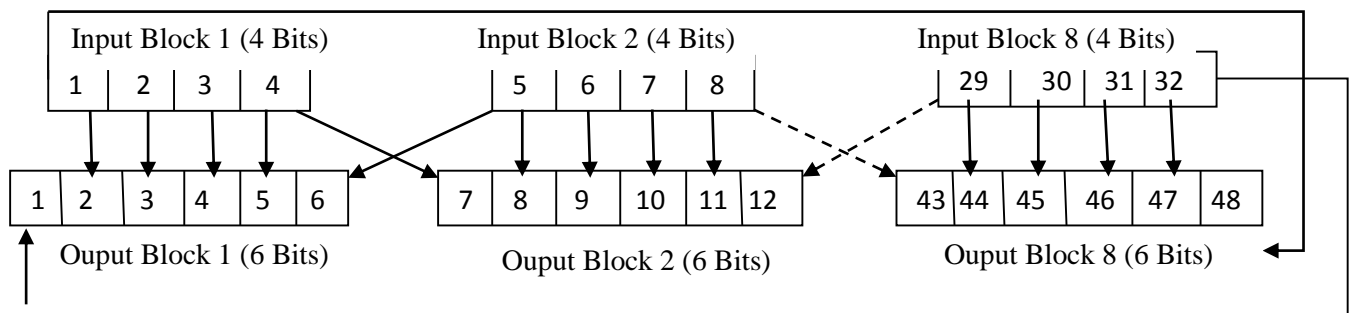 Input Block 1 (4 Bits) Input Block 2 (4 Bits) Input Block 8 (4 Bits)
1 2 3 4 5 6 7 8 29 30 31 32
1 2 3 4 5 6 7 8 9 10 11 12 43 44 45 46 47 48
Ouput Block 1 (6 Bits) Ouput Block 2 (6 Bits) Ouput Block 8 (6 Bits)